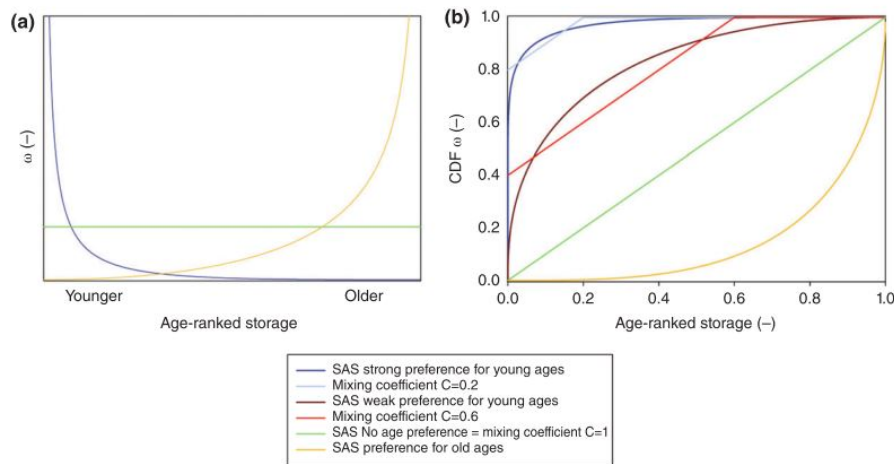 (a)
ω (–)
Younger
Older
Age-ranked storage
(b)
CDF ω (–)
1.0
0.8
0.6
0.4
0.2
0.0
0.0
0.2
0.4
0.6
0.8
1.0
Age-ranked storage (–)
SAS strong preference for young ages
Mixing coefficient C=0.2
SAS weak preference for young ages
Mixing coefficient C=0.6
SAS No age preference = mixing coefficient C=1
SAS preference for old ages